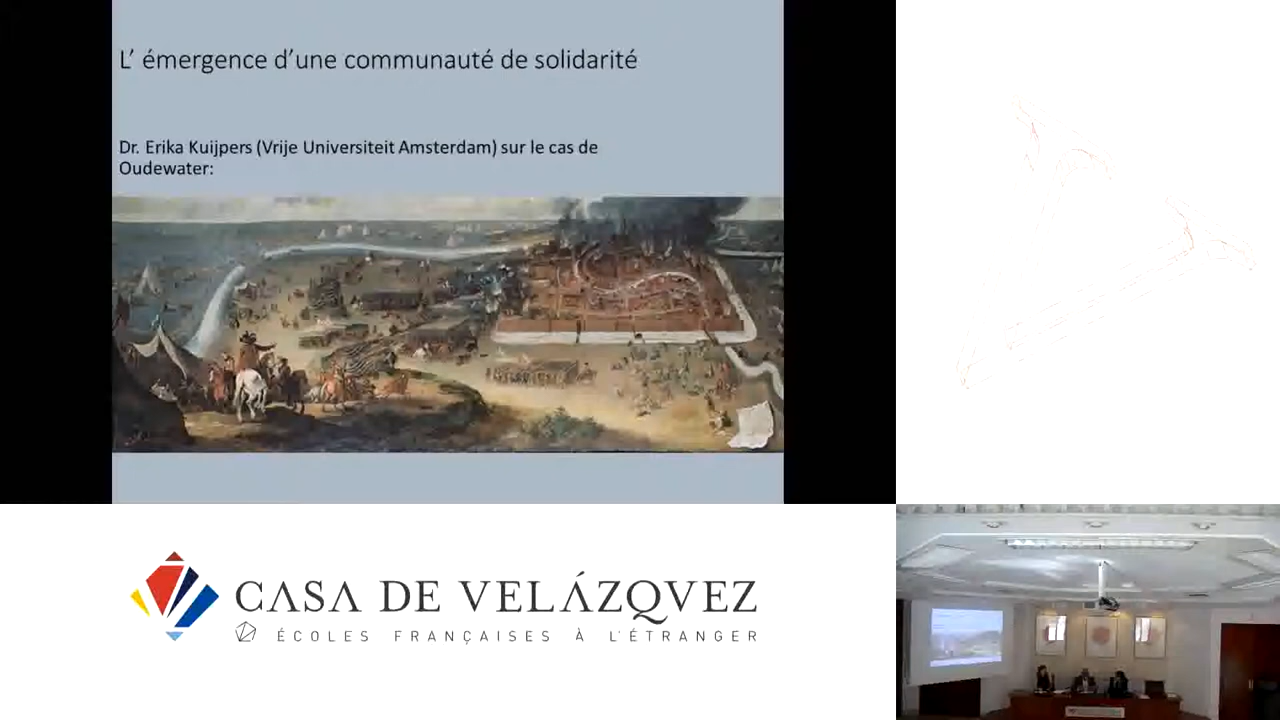 L’ émergence d’une communauté de solidarité
Dr. Erika Kuijpers (Vrije Universiteit Amsterdam) sur le cas de
Oudewater:
CASA DE VELÁZQVEZ
ÉCOLES FRANÇAISES À L'ÉTRANGER